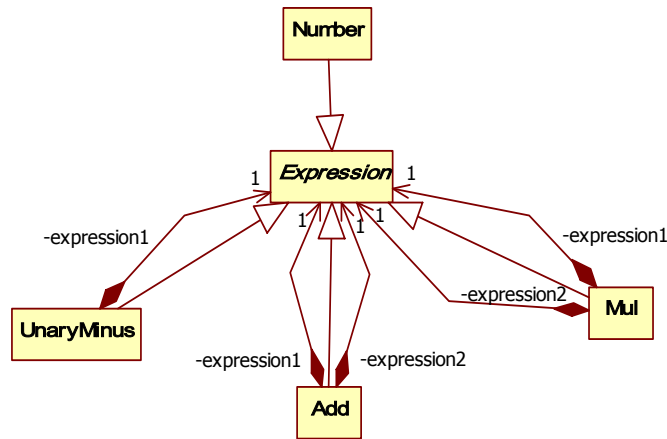 Number
Expression
1
1
-expression1
-expression1
1
1
1
-expression2
UnaryMinus
Mul
-expression1
-expression2
Add